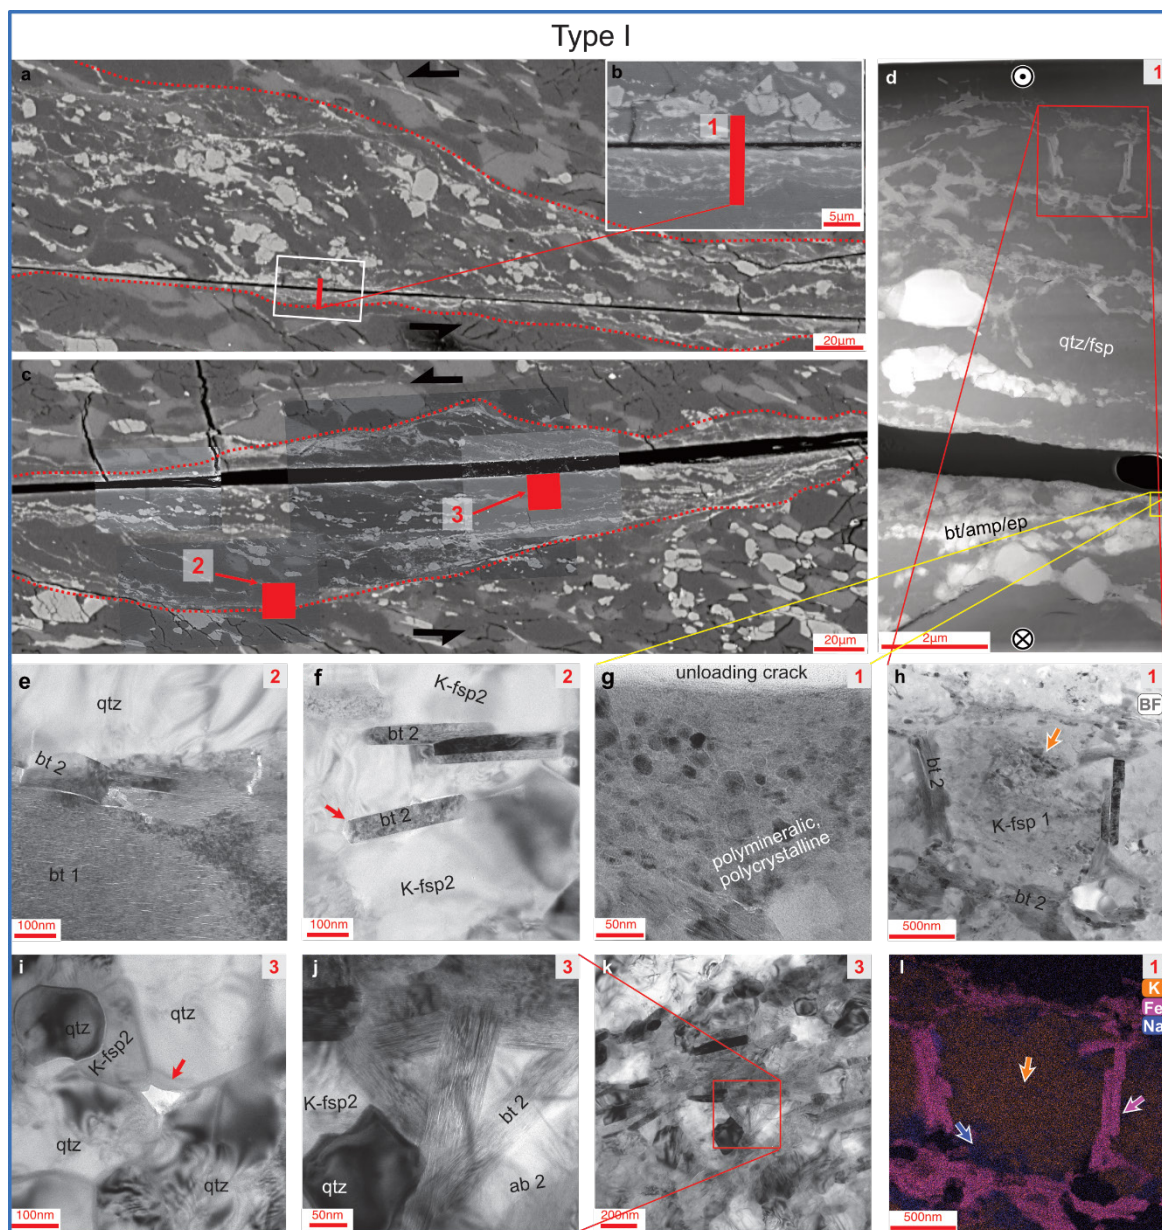 Type I
a
b
1
5μm
20μm
d
1
qtz/fsp
bt/amp/ep
2μm
c
3
2
20μm
e
2
qtz
bt 2
bt 1
100nm
f
2
K-fsp2
bt 2
bt 2
K-fsp2
100nm
g
unloading crack
1
polymineralic,
polycrystalline
50nm
h
1
BF
bt 2
K-fsp 1
bt 2
500nm
i
3
qtz
qtz
K-fsp2
qtz
qtz
100nm
j
3
K-fsp2
bt 2
qtz
ab 2
50nm
k
3
200nm
l
1
K
Fe
Na
500nm